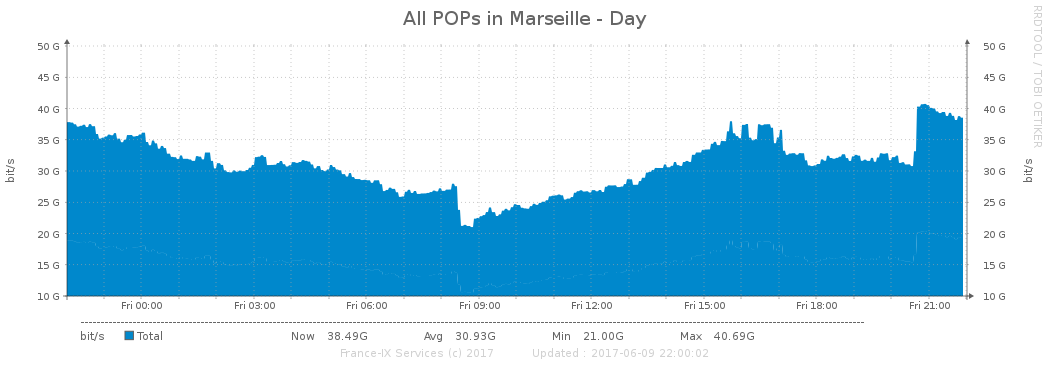 All POPs in Marseille - Day
RRDTOOL / TOBI OETIKER
50 G 50 G
45 G 45 G
40 G 40 G
35 G 35 G
30 G 30 G
25 G 25 G
20 G 20 G
15 G 15 G
10 G 10 G
bit/s bit/s
Fri 00:00 Fri 03:00 Fri 06:00 Fri 09:00 Fri 12:00 Fri 15:00 Fri 18:00 Fri 21:00
bit/s Total Now 38.49G Avg 30.93G Min 21.00G Max 40.69G
France-IX Services (c) 2017 Updated : 2017-06-09 22:00:02